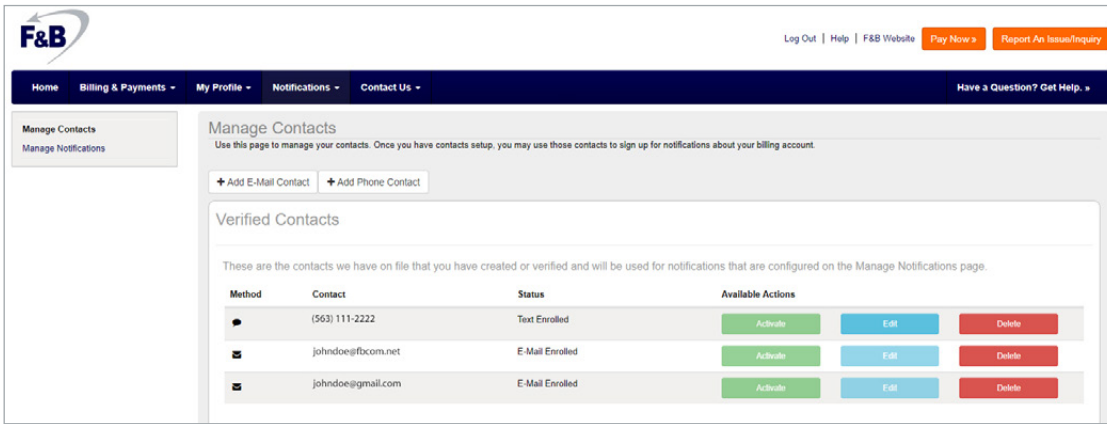 F&B
Log Out | Help | F&B Website Pay Now » Report An Issue/Inquiry
Home Billing & Payments My Profile Notifications Contact Us Have a Question? Get Help. »
Manage Contacts
Manage Notifications
Manage Contacts
Use this page to manage your contacts. Once you have contacts setup, you may use those contacts to sign up for notifications about your billing account.
+ Add E-Mail Contact + Add Phone Contact
Verified Contacts
These are the contacts we have on file that you have created or verified and will be used for notifications that are configured on the Manage Notifications page.
Method Contact Status Available Actions
(563) 111-2222 Text Enrolled Activate Edit Delete
johndoe@fbcom.net E-Mail Enrolled Activate Edit Delete
johndoe@gmail.com E-Mail Enrolled Activate Edit Delete